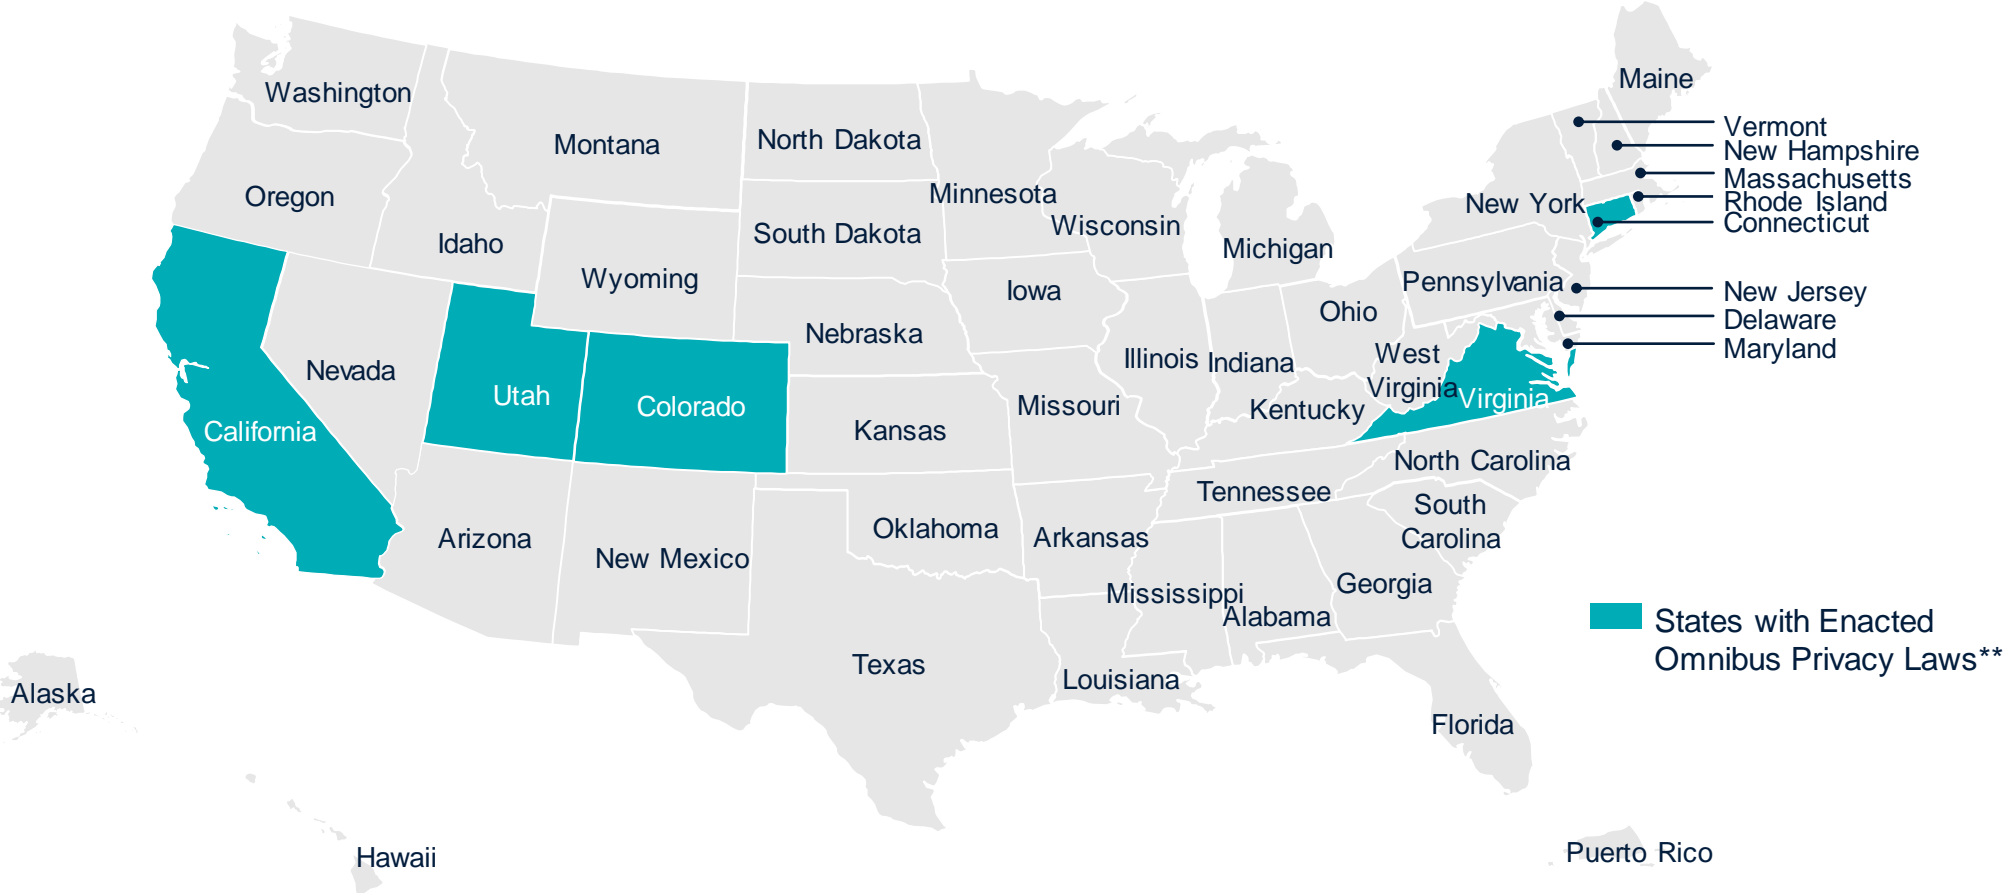 Washington
Montana
North Dakota
Minnesota
Maine
Vermont
New Hampshire
Massachusetts
Rhode Island
Connecticut
Oregon
Idaho
Wyoming
South Dakota
Wisconsin
Michigan
New York
Pennsylvania
New Jersey
Delaware
Maryland
Nevada
Utah
Colorado
Nebraska
Iowa
Illinois
Indiana
Ohio
West
Virginia
Virginia
California
Kansas
Missouri
Kentucky
North Carolina
Tennessee
South
Carolina
Arizona
New Mexico
Oklahoma
Arkansas
Mississippi
Alabama
Georgia
States with Enacted
Omnibus Privacy Laws**
Texas
Louisiana
Florida
Alaska
Hawaii
Puerto Rico